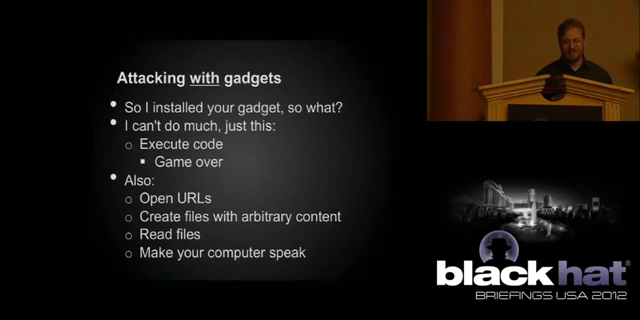 Attacking with gadgets
• So I installed your gadget, so what?
• I can't do much, just this:
○ Execute code
▪ Game over
• Also:
○ Open URLs
○ Create files with arbitrary content
○ Read files
○ Make your computer speak
black hat
BRIEFINGS USA 2012